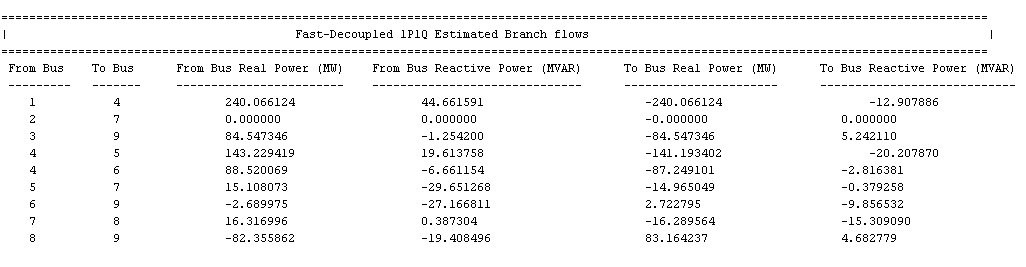 | Fast-Decoupled 1P1Q Estimated Branch flows |
From Bus To Bus From Bus Real Power (MW) From Bus Reactive Power (MVAR) To Bus Real Power (MW) To Bus Reactive Power (MVAR)
1 4 240.066124 44.661591 -240.066124 -12.907886
2 7 0.000000 0.000000 -0.000000 0.000000
3 9 84.547346 -1.254200 -84.547346 5.242110
4 5 143.229419 19.613758 -141.193402 -20.207870
4 6 88.520069 -6.661154 -87.249101 -2.816381
5 7 15.108073 -29.651268 -14.965049 -0.379258
6 9 -2.689975 -27.166811 2.722795 -9.856532
7 8 16.316996 0.387304 -16.289564 -15.309090
8 9 -82.355862 -19.408496 83.164237 4.682779